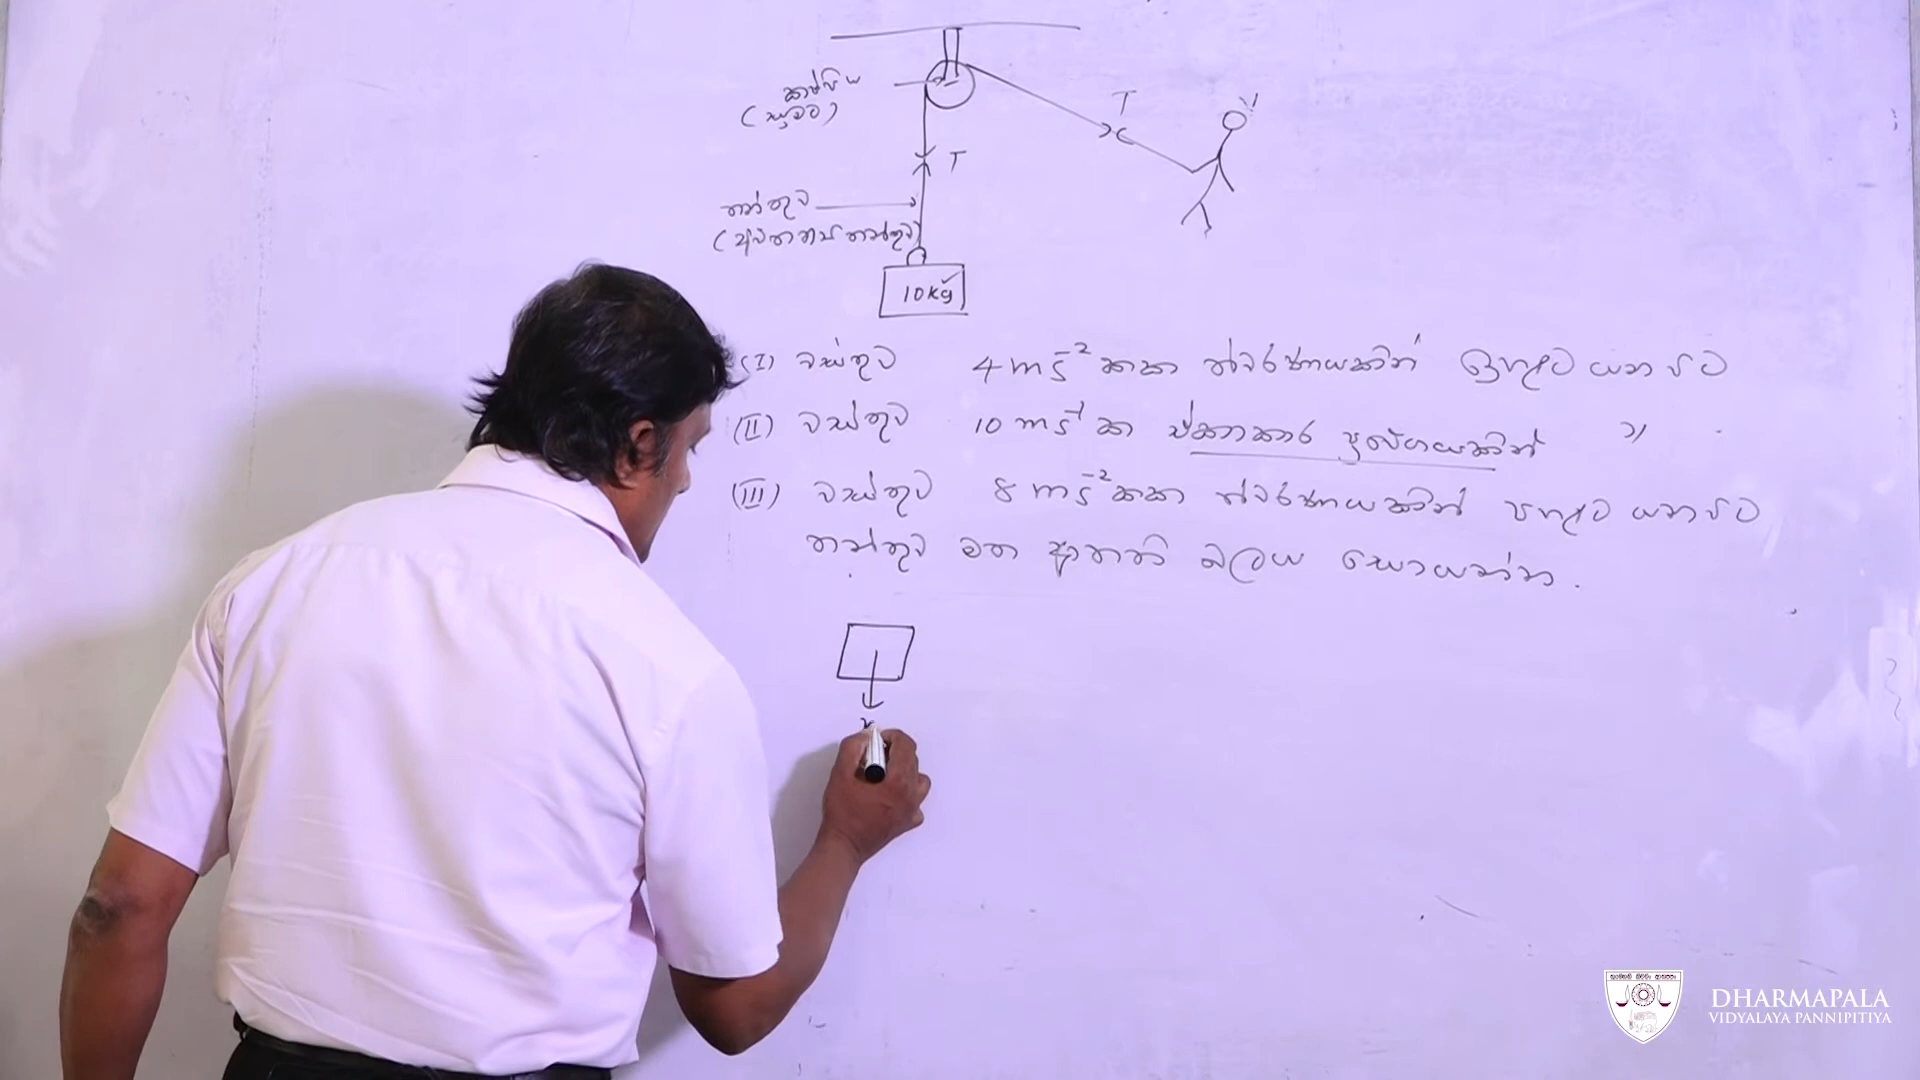 කප්පිය
(සුමට)
T
T
තන්තුව
(අවිතන්‍ය තන්තුව)
10kg
(I) වස්තුව 4 ms⁻² කක ත්වරණයකින් ඉහළට යන විට
(II) වස්තුව 10 ms⁻¹ ක ඒකාකාර ප්‍රවේගයකින් "
(III) වස්තුව 8 ms⁻² කක ත්වරණයකින් පහළට යන විට
තන්තුව මත ආතති බලය සොයන්න.
DHARMAPALA
VIDYALAYA PANNIPITIYA